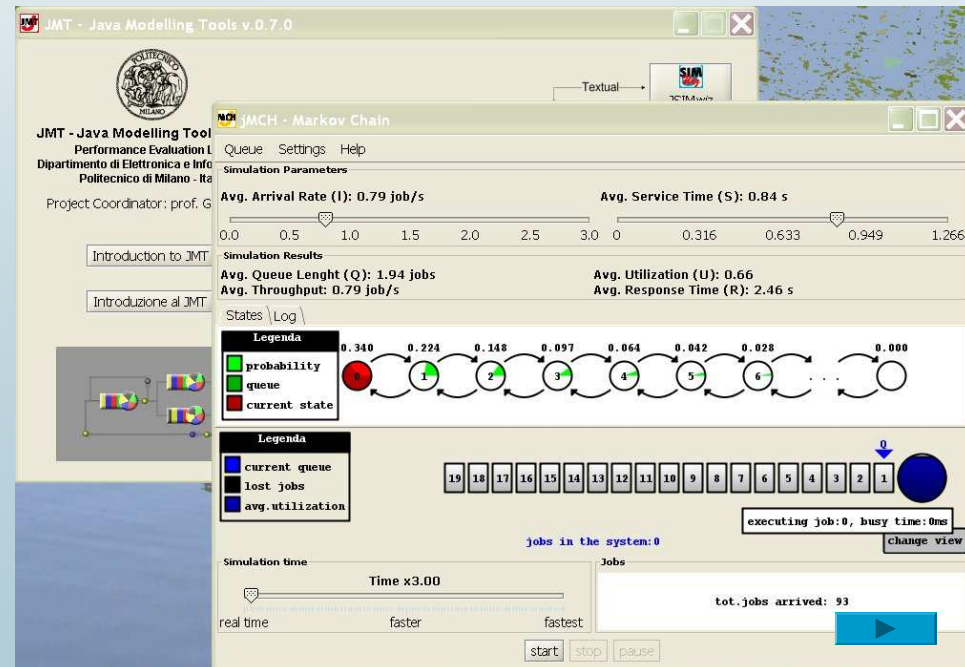 JMT - Java Modelling Tools v.0.7.0
POLITECNICO
MILANO
Textual
SIM
JMT - Java Modelling Tool
Performance Evaluation L
Dipartimento di Elettronica e Info
Politecnico di Milano - Ita
Project Coordinator: prof. G
Introduction to JMT
Introduzione al JMT
jMCH - Markov Chain
Queue Settings Help
Simulation Parameters
Avg. Arrival Rate (l): 0.79 job/s
0.0 0.5 1.0 1.5 2.0 2.5 3.0
Avg. Service Time (S): 0.84 s
0 0.316 0.633 0.949 1.266
Simulation Results
Avg. Queue Lenght (Q): 1.94 jobs
Avg. Throughput: 0.79 job/s
Avg. Utilization (U): 0.66
Avg. Response Time (R): 2.46 s
States Log
Legenda
probability
queue
current state
0.340 0.224 0.148 0.097 0.064 0.042 0.028 0.000
0 1 2 3 4 5 6 . . .
Legenda
current queue
lost jobs
avg.utilization
Q
19 18 17 16 15 14 13 12 11 10 9 8 7 6 5 4 3 2 1
executing job:0, busy time:0ms
jobs in the system:0
change view
Simulation time
Time x3.00
real time faster fastest
Jobs
tot.jobs arrived: 93
start stop pause